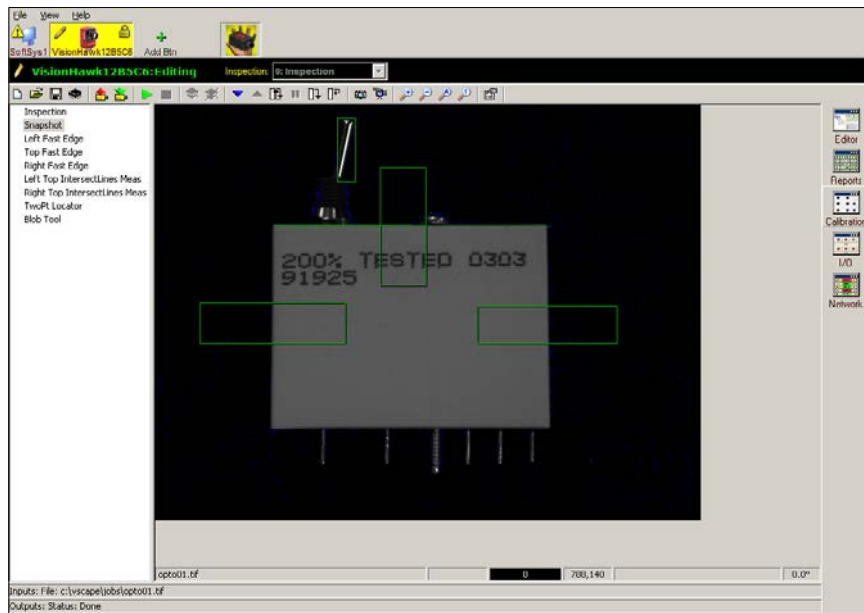 File View Help
SoftSys1 VisionHawk12B5C6 Add Btn
VisionHawk12B5C6:Editing Inspection: 0: Inspection
Inspection
Snapshot
Left Fast Edge
Top Fast Edge
Right Fast Edge
Left Top IntersectLines Meas
Right Top IntersectLines Meas
TwoPt Locator
Blob Tool
200% TESTED 0303
91925
Editor
Reports
Calibration
I/O
Network
opto01.tif 0 788,140 0.0°
Inputs: File: c:\vscape\jobs\opto01.tif
Outputs: Status: Done